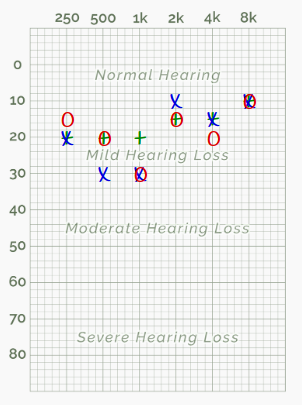 250 500 1k 2k 4k 8k
0
Normal Hearing
10
20
Mild Hearing Loss
30
40
Moderate Hearing Loss
50
60
70
Severe Hearing Loss
80